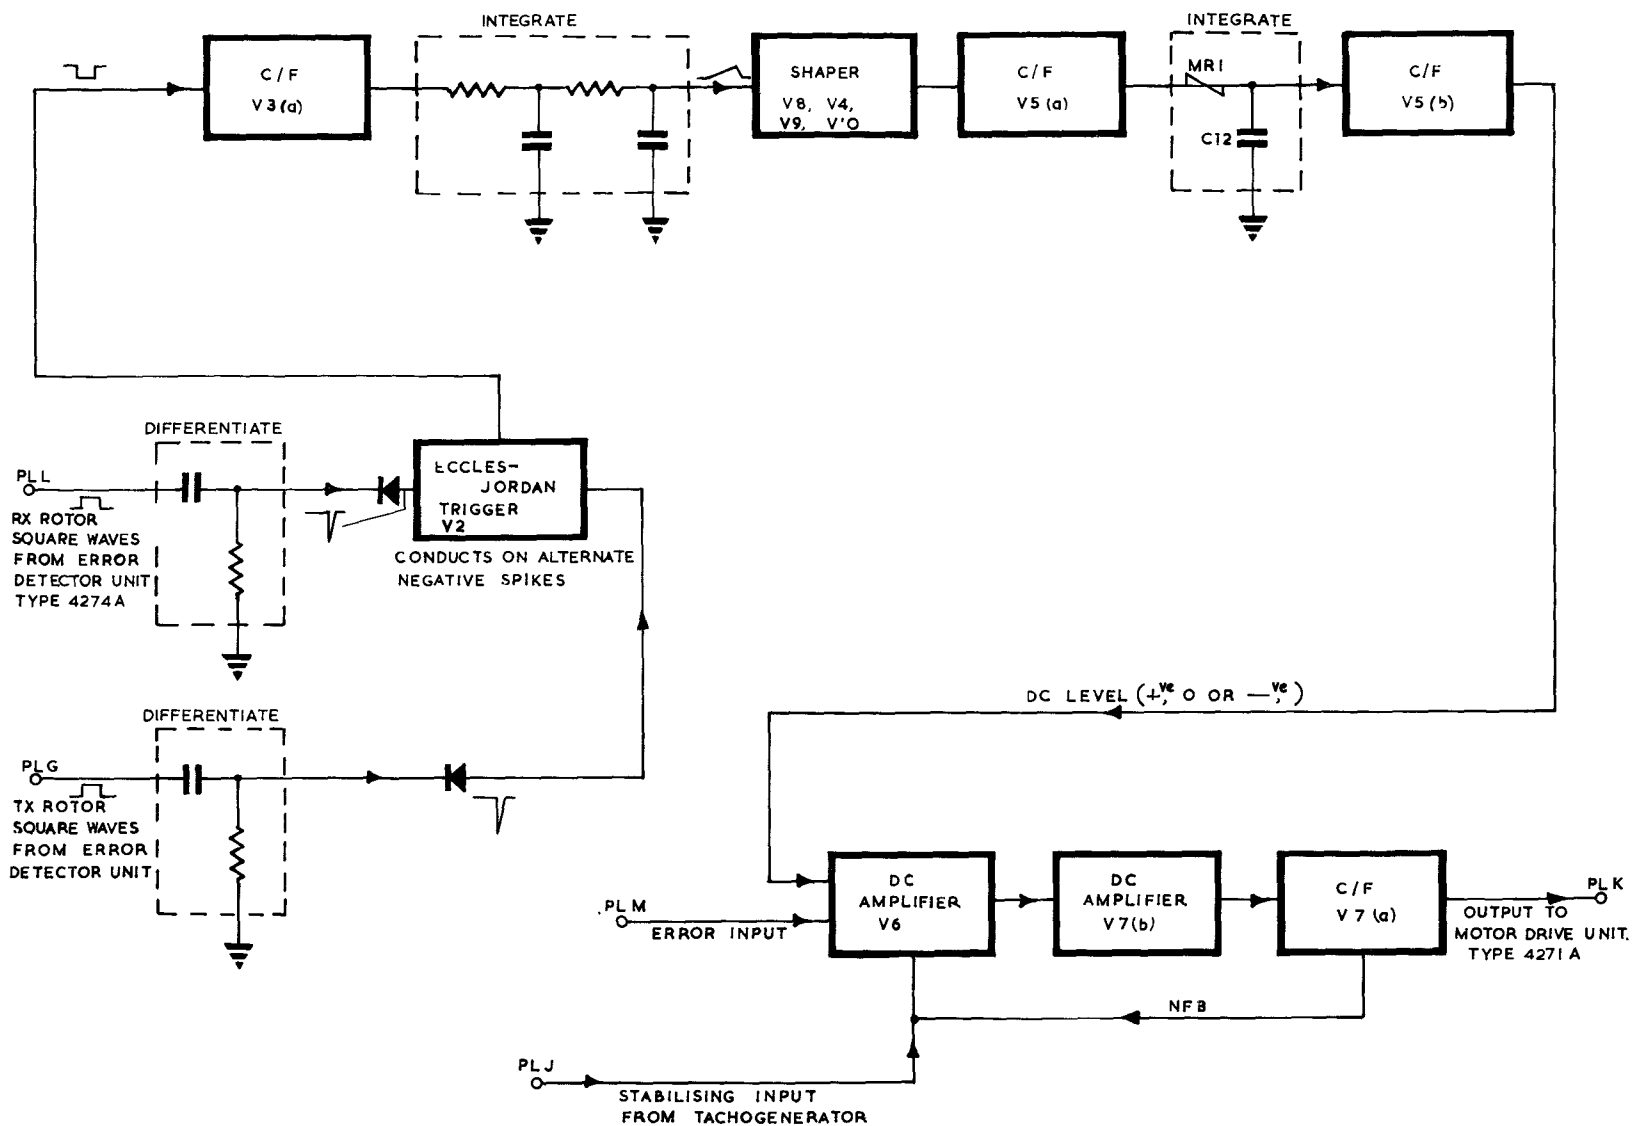 INTEGRATE
C/F
V3(a)
SHAPER
V8, V4,
V9, V'O
C/F
V5(a)
INTEGRATE
MR1
C12
C/F
V5(b)
DIFFERENTIATE
PLL
RX ROTOR
SQUARE WAVES
FROM ERROR
DETECTOR UNIT
TYPE 4274A
ECCLES-
JORDAN
TRIGGER
V2
CONDUCTS ON ALTERNATE
NEGATIVE SPIKES
DIFFERENTIATE
PLG
TX ROTOR
SQUARE WAVES
FROM ERROR
DETECTOR UNIT
DC LEVEL (+,ve O OR —,ve)
PLM
ERROR INPUT
DC
AMPLIFIER
V6
DC
AMPLIFIER
V7(b)
C/F
V7(a)
PLK
OUTPUT TO
MOTOR DRIVE UNIT.
TYPE 4271A
NFB
PLJ
STABILISING INPUT
FROM TACHOGENERATOR